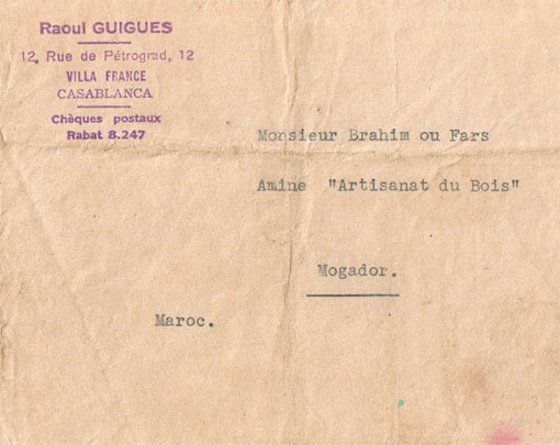 Raoul GUIGUES
12, Rue de Pétrograd, 12
VILLA FRANCE
CASABLANCA
Chèques postaux
Rabat 8.247
Monsieur Brahim ou Fars
Amine "Artisanat du Bois"
Mogador.
Maroc.